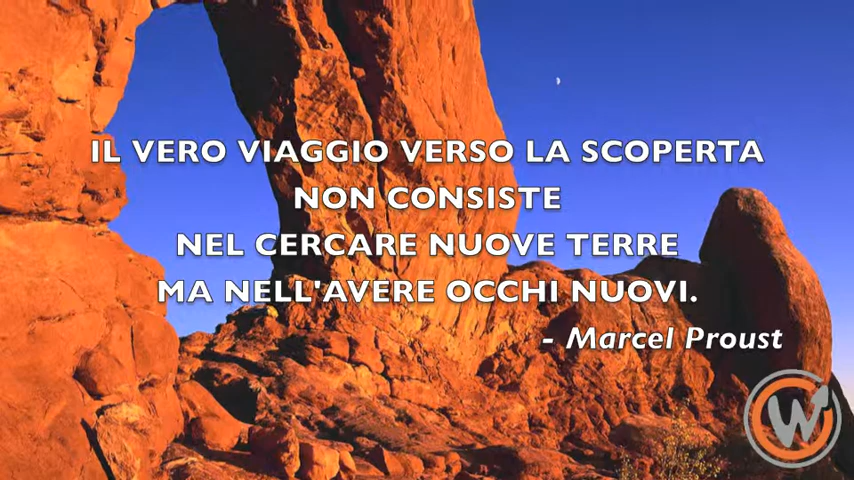 IL VERO VIAGGIO VERSO LA SCOPERTA
NON CONSISTE
NEL CERCARE NUOVE TERRE
MA NELL'AVERE OCCHI NUOVI.
- Marcel Proust
W